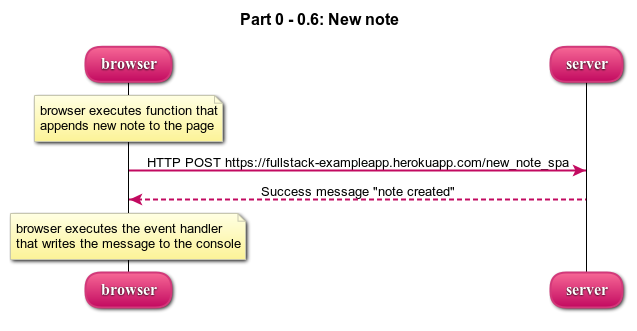 Part 0 - 0.6: New note
browser
server
browser executes function that
appends new note to the page
HTTP POST https://fullstack-exampleapp.herokuapp.com/new_note_spa
Success message "note created"
browser executes the event handler
that writes the message to the console
browser
server